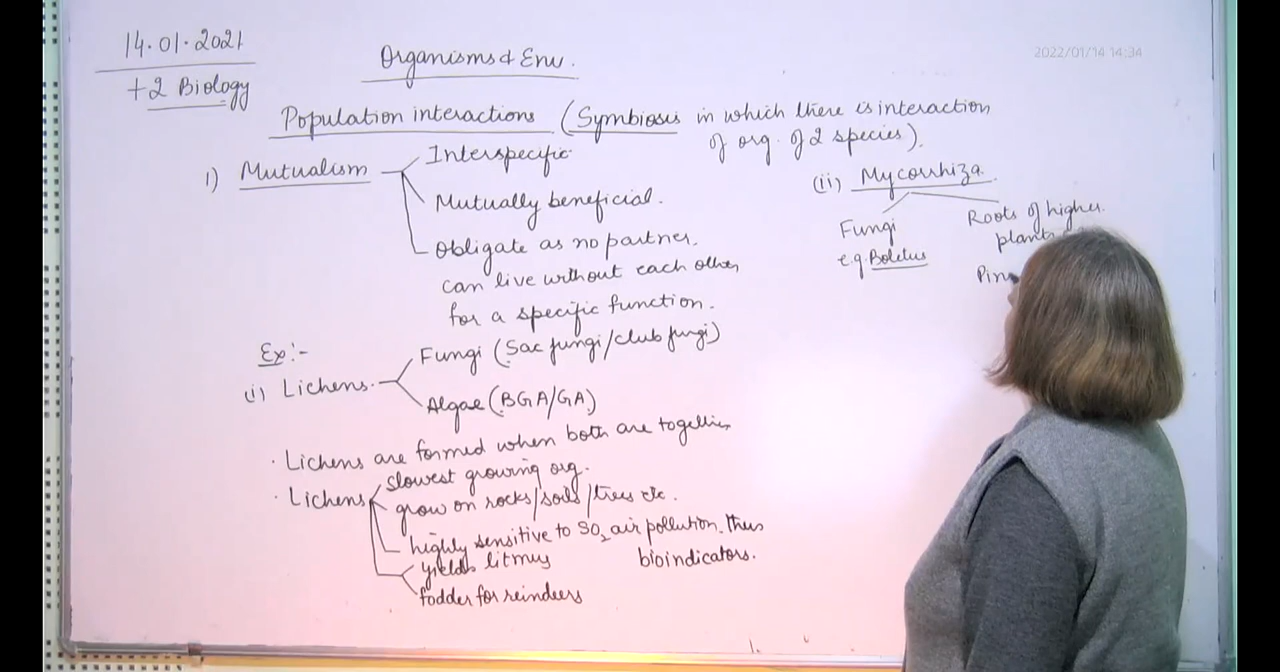 14.01.2021
+2 Biology
Organisms & Env.
2022/01/14 14:34
Population interactions (Symbiosis in which there is interaction
of org. of 2 species).
1) Mutualism
Interspecific
Mutually beneficial.
Obligate as no partner.
can live without each other
for a specific function.
Ex:-
(i) Lichens.
Fungi (Sac fungi/club fungi)
Algae (BGA/GA)
· Lichens are formed when both are together
· Lichens
slowest growing org.
grow on rocks/soils/trees etc.
highly sensitive to SO2 air pollution. thus
bioindicators.
yields litmus
fodder for reindeers
(ii) Mycorrhiza.
Fungi
e.g. Boletus
Roots of higher
plants
Pin